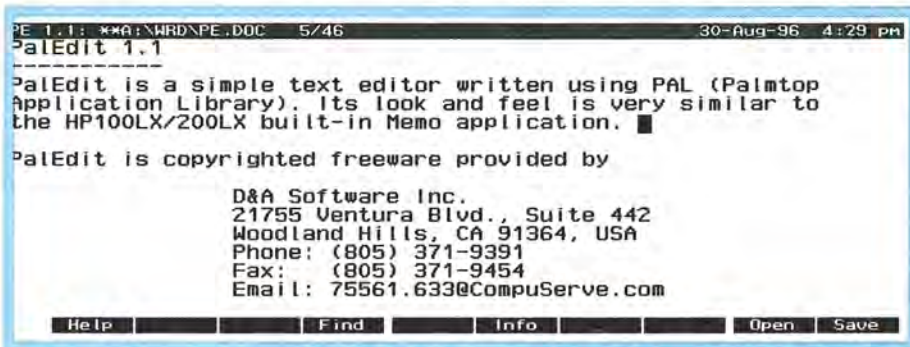 PE 1.1: **A:\WRD\PE.DOC 5/46 30-Aug-96 4:29 pm
PalEdit 1.1
-----------
PalEdit is a simple text editor written using PAL (Palmtop
Application Library). Its look and feel is very similar to
the HP100LX/200LX built-in Memo application.
PalEdit is copyrighted freeware provided by
D&A Software Inc.
21755 Ventura Blvd., Suite 442
Woodland Hills, CA 91364, USA
Phone: (805) 371-9391
Fax: (805) 371-9454
Email: 75561.633@CompuServe.com
Help Find Info Open Save